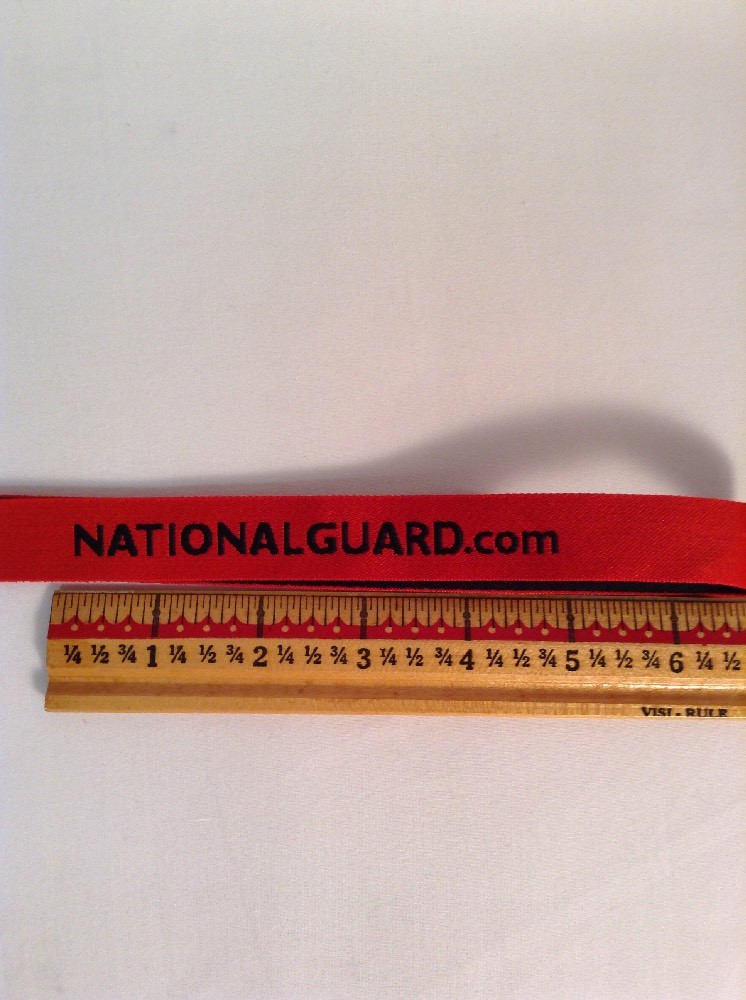 NATIONALGUARD.com
¼ ½ ¾ 1 ¼ ½ ¾ 2 ¼ ½ ¾ 3 ¼ ½ ¾ 4 ¼ ½ ¾ 5 ¼ ½ ¾ 6 ¼ ½
VISI-RULE